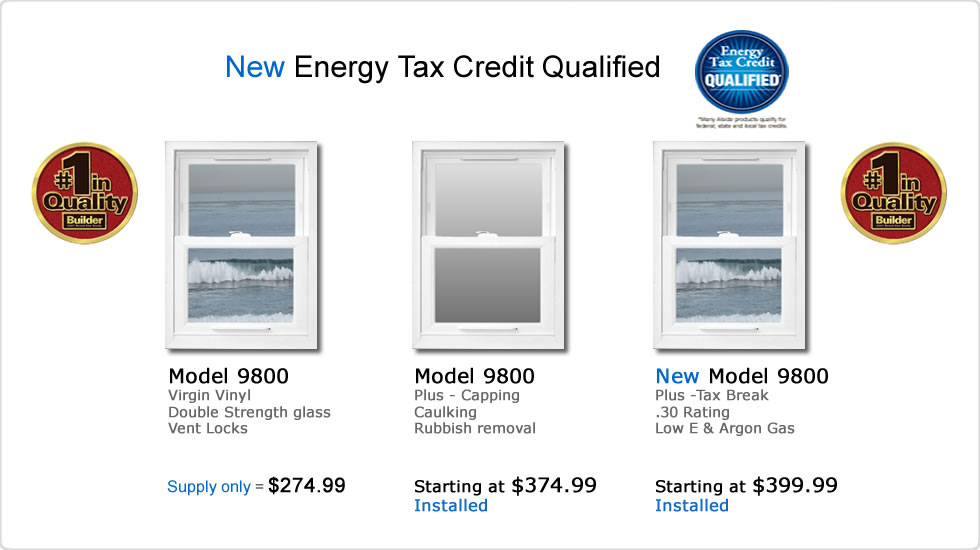 New Energy Tax Credit Qualified
Energy
Tax Credit
QUALIFIED
*Many Alside products qualify for
federal, state and local tax credits.
#1 in
Quality
Builder
#1 in
Quality
Builder
Model 9800
Virgin Vinyl
Double Strength glass
Vent Locks
Supply only = $274.99
Model 9800
Plus - Capping
Caulking
Rubbish removal
Starting at $374.99
Installed
New Model 9800
Plus -Tax Break
.30 Rating
Low E & Argon Gas
Starting at $399.99
Installed